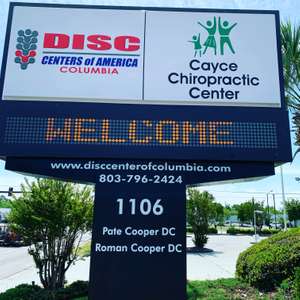 DISC
CENTERS of AMERICA
COLUMBIA
Cayce
Chiropractic
Center
WELCOME
www.disccenterofcolumbia.com
803-796-2424
1106
Pate Cooper DC
Roman Cooper DC